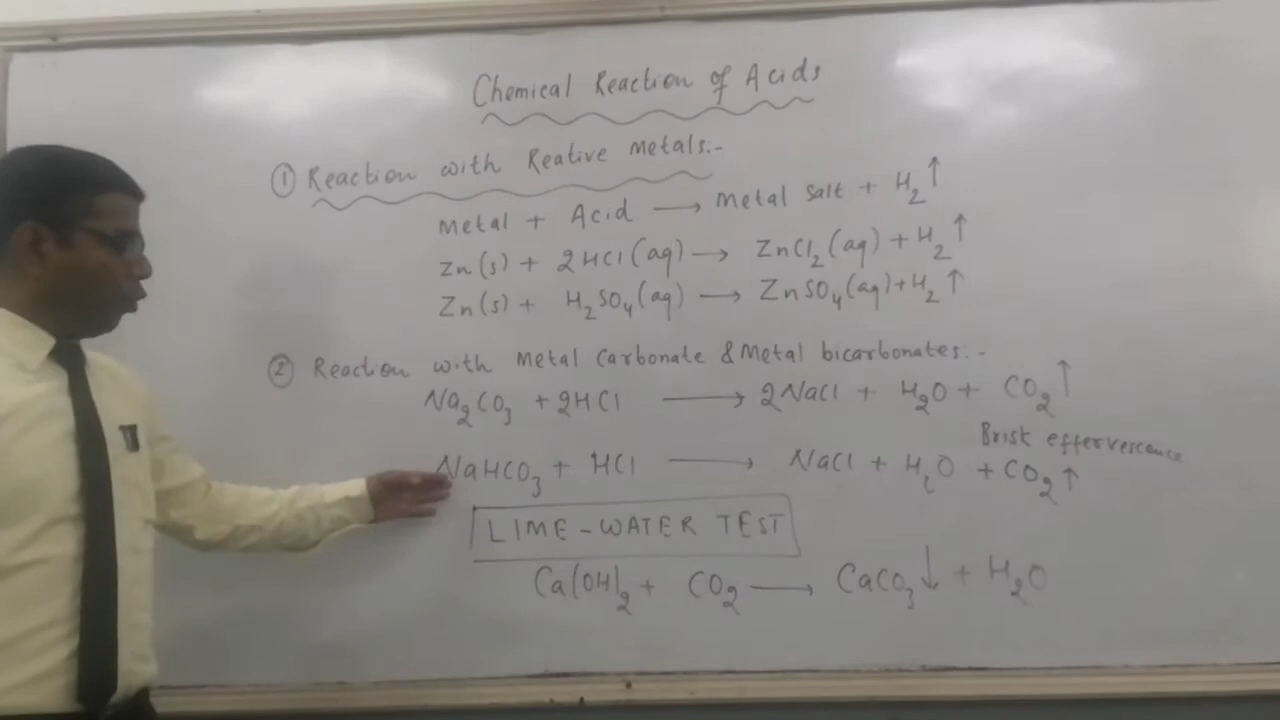 Chemical Reaction of Acids
① Reaction with Reative Metals:-
Metal + Acid ⟶ Metal Salt + H₂↑
Zn(s) + 2HCl(aq) ⟶ ZnCl₂(aq) + H₂↑
Zn(s) + H₂SO₄(aq) ⟶ ZnSO₄(aq) + H₂↑
② Reaction with Metal Carbonate & Metal bicarbonates:-
Na₂CO₃ + 2HCl ⟶ 2NaCl + H₂O + CO₂↑
Brisk effervescence
NaHCO₃ + HCl ⟶ NaCl + H₂O + CO₂↑
LIME-WATER TEST
Ca(OH)₂ + CO₂ ⟶ CaCO₃↓ + H₂O